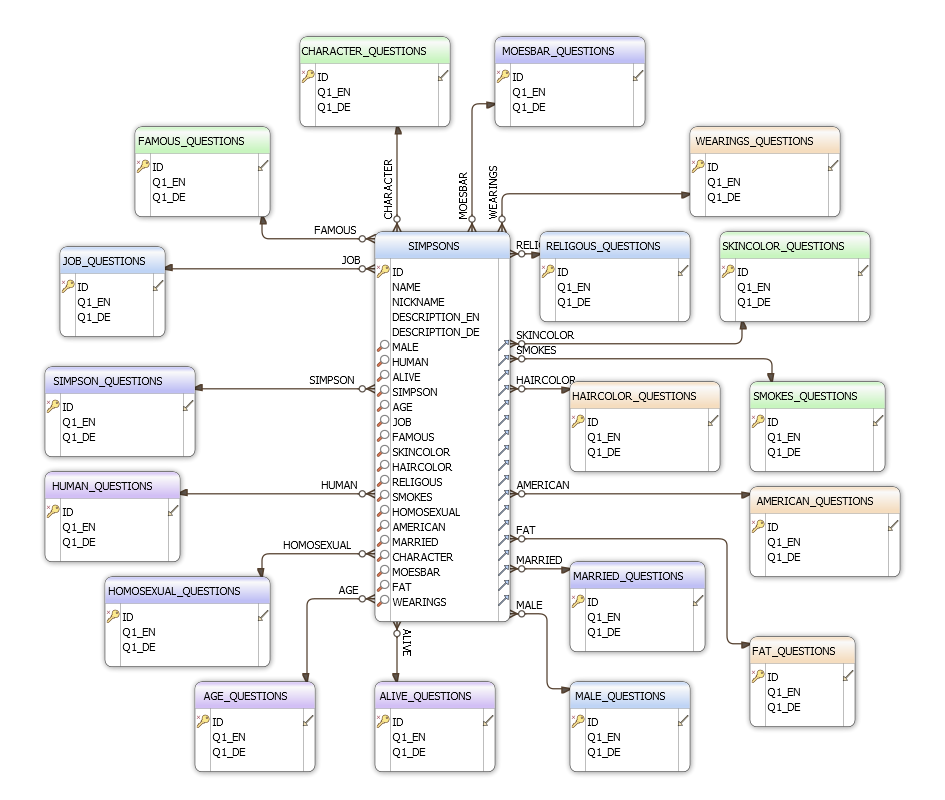 CHARACTER_QUESTIONS
ID
Q1_EN
Q1_DE
MOESBAR_QUESTIONS
ID
Q1_EN
Q1_DE
FAMOUS_QUESTIONS
ID
Q1_EN
Q1_DE
WEARINGS_QUESTIONS
ID
Q1_EN
Q1_DE
CHARACTER
MOESBAR
WEARINGS
FAMOUS
JOB
JOB_QUESTIONS
ID
Q1_EN
Q1_DE
SIMPSONS
ID
NAME
NICKNAME
DESCRIPTION_EN
DESCRIPTION_DE
MALE
HUMAN
ALIVE
SIMPSON
AGE
JOB
FAMOUS
SKINCOLOR
HAIRCOLOR
RELIGOUS
SMOKES
HOMOSEXUAL
AMERICAN
MARRIED
CHARACTER
MOESBAR
FAT
WEARINGS
RELI
RELIGOUS_QUESTIONS
ID
Q1_EN
Q1_DE
SKINCOLOR_QUESTIONS
ID
Q1_EN
Q1_DE
SKINCOLOR
SMOKES
SIMPSON
SIMPSON_QUESTIONS
ID
Q1_EN
Q1_DE
HAIRCOLOR
HAIRCOLOR_QUESTIONS
ID
Q1_EN
Q1_DE
SMOKES_QUESTIONS
ID
Q1_EN
Q1_DE
HUMAN
HUMAN_QUESTIONS
ID
Q1_EN
Q1_DE
AMERICAN
AMERICAN_QUESTIONS
ID
Q1_EN
Q1_DE
HOMOSEXUAL
HOMOSEXUAL_QUESTIONS
ID
Q1_EN
Q1_DE
FAT
MARRIED
MARRIED_QUESTIONS
ID
Q1_EN
Q1_DE
AGE
ALIVE
MALE
FAT_QUESTIONS
ID
Q1_EN
Q1_DE
AGE_QUESTIONS
ID
Q1_EN
Q1_DE
ALIVE_QUESTIONS
ID
Q1_EN
Q1_DE
MALE_QUESTIONS
ID
Q1_EN
Q1_DE